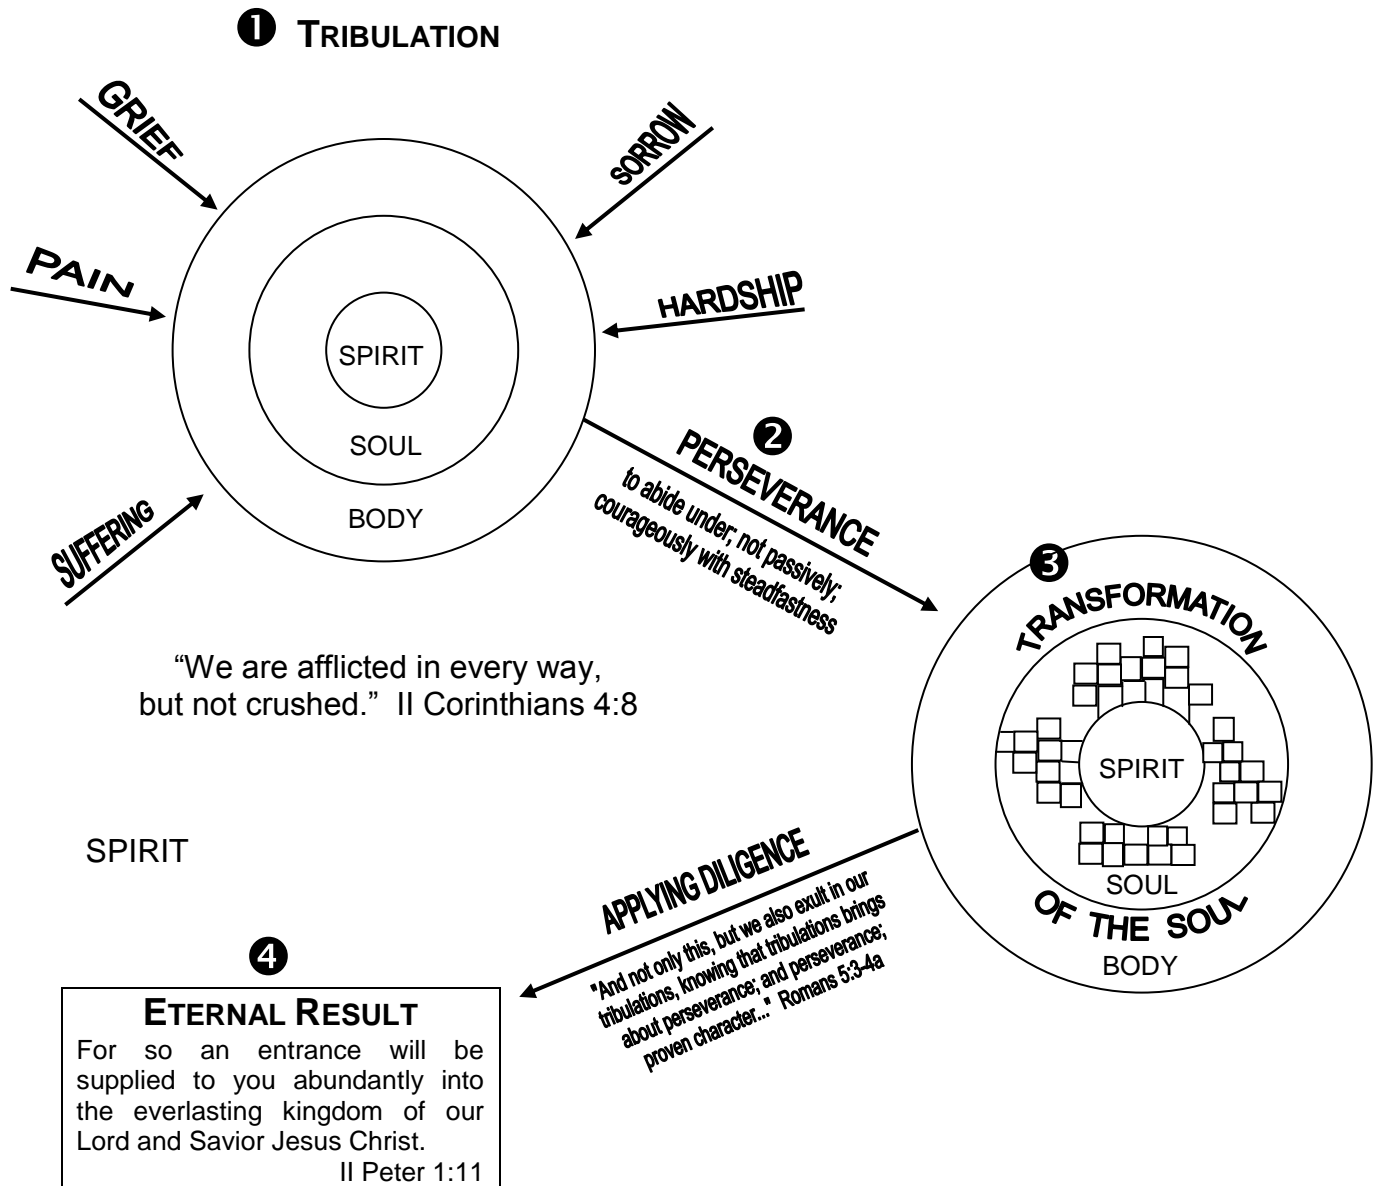 ❶ TRIBULATION
GRIEF
SORROW
PAIN
HARDSHIP
SPIRIT
SOUL
BODY
SUFFERING
❷
PERSEVERANCE
to abide under; not passively;
courageously with steadfastness
“We are afflicted in every way,
but not crushed.” II Corinthians 4:8
❸
TRANSFORMATION
SPIRIT
SOUL
OF THE SOUL
BODY
SPIRIT
APPLYING DILIGENCE
"And not only this, but we also exult in our
tribulations, knowing that tribulations brings
about perseverance; and perseverance;
proven character..." Romans 5:3-4a
❹
ETERNAL RESULT
For so an entrance will be
supplied to you abundantly into
the everlasting kingdom of our
Lord and Savior Jesus Christ.
II Peter 1:11